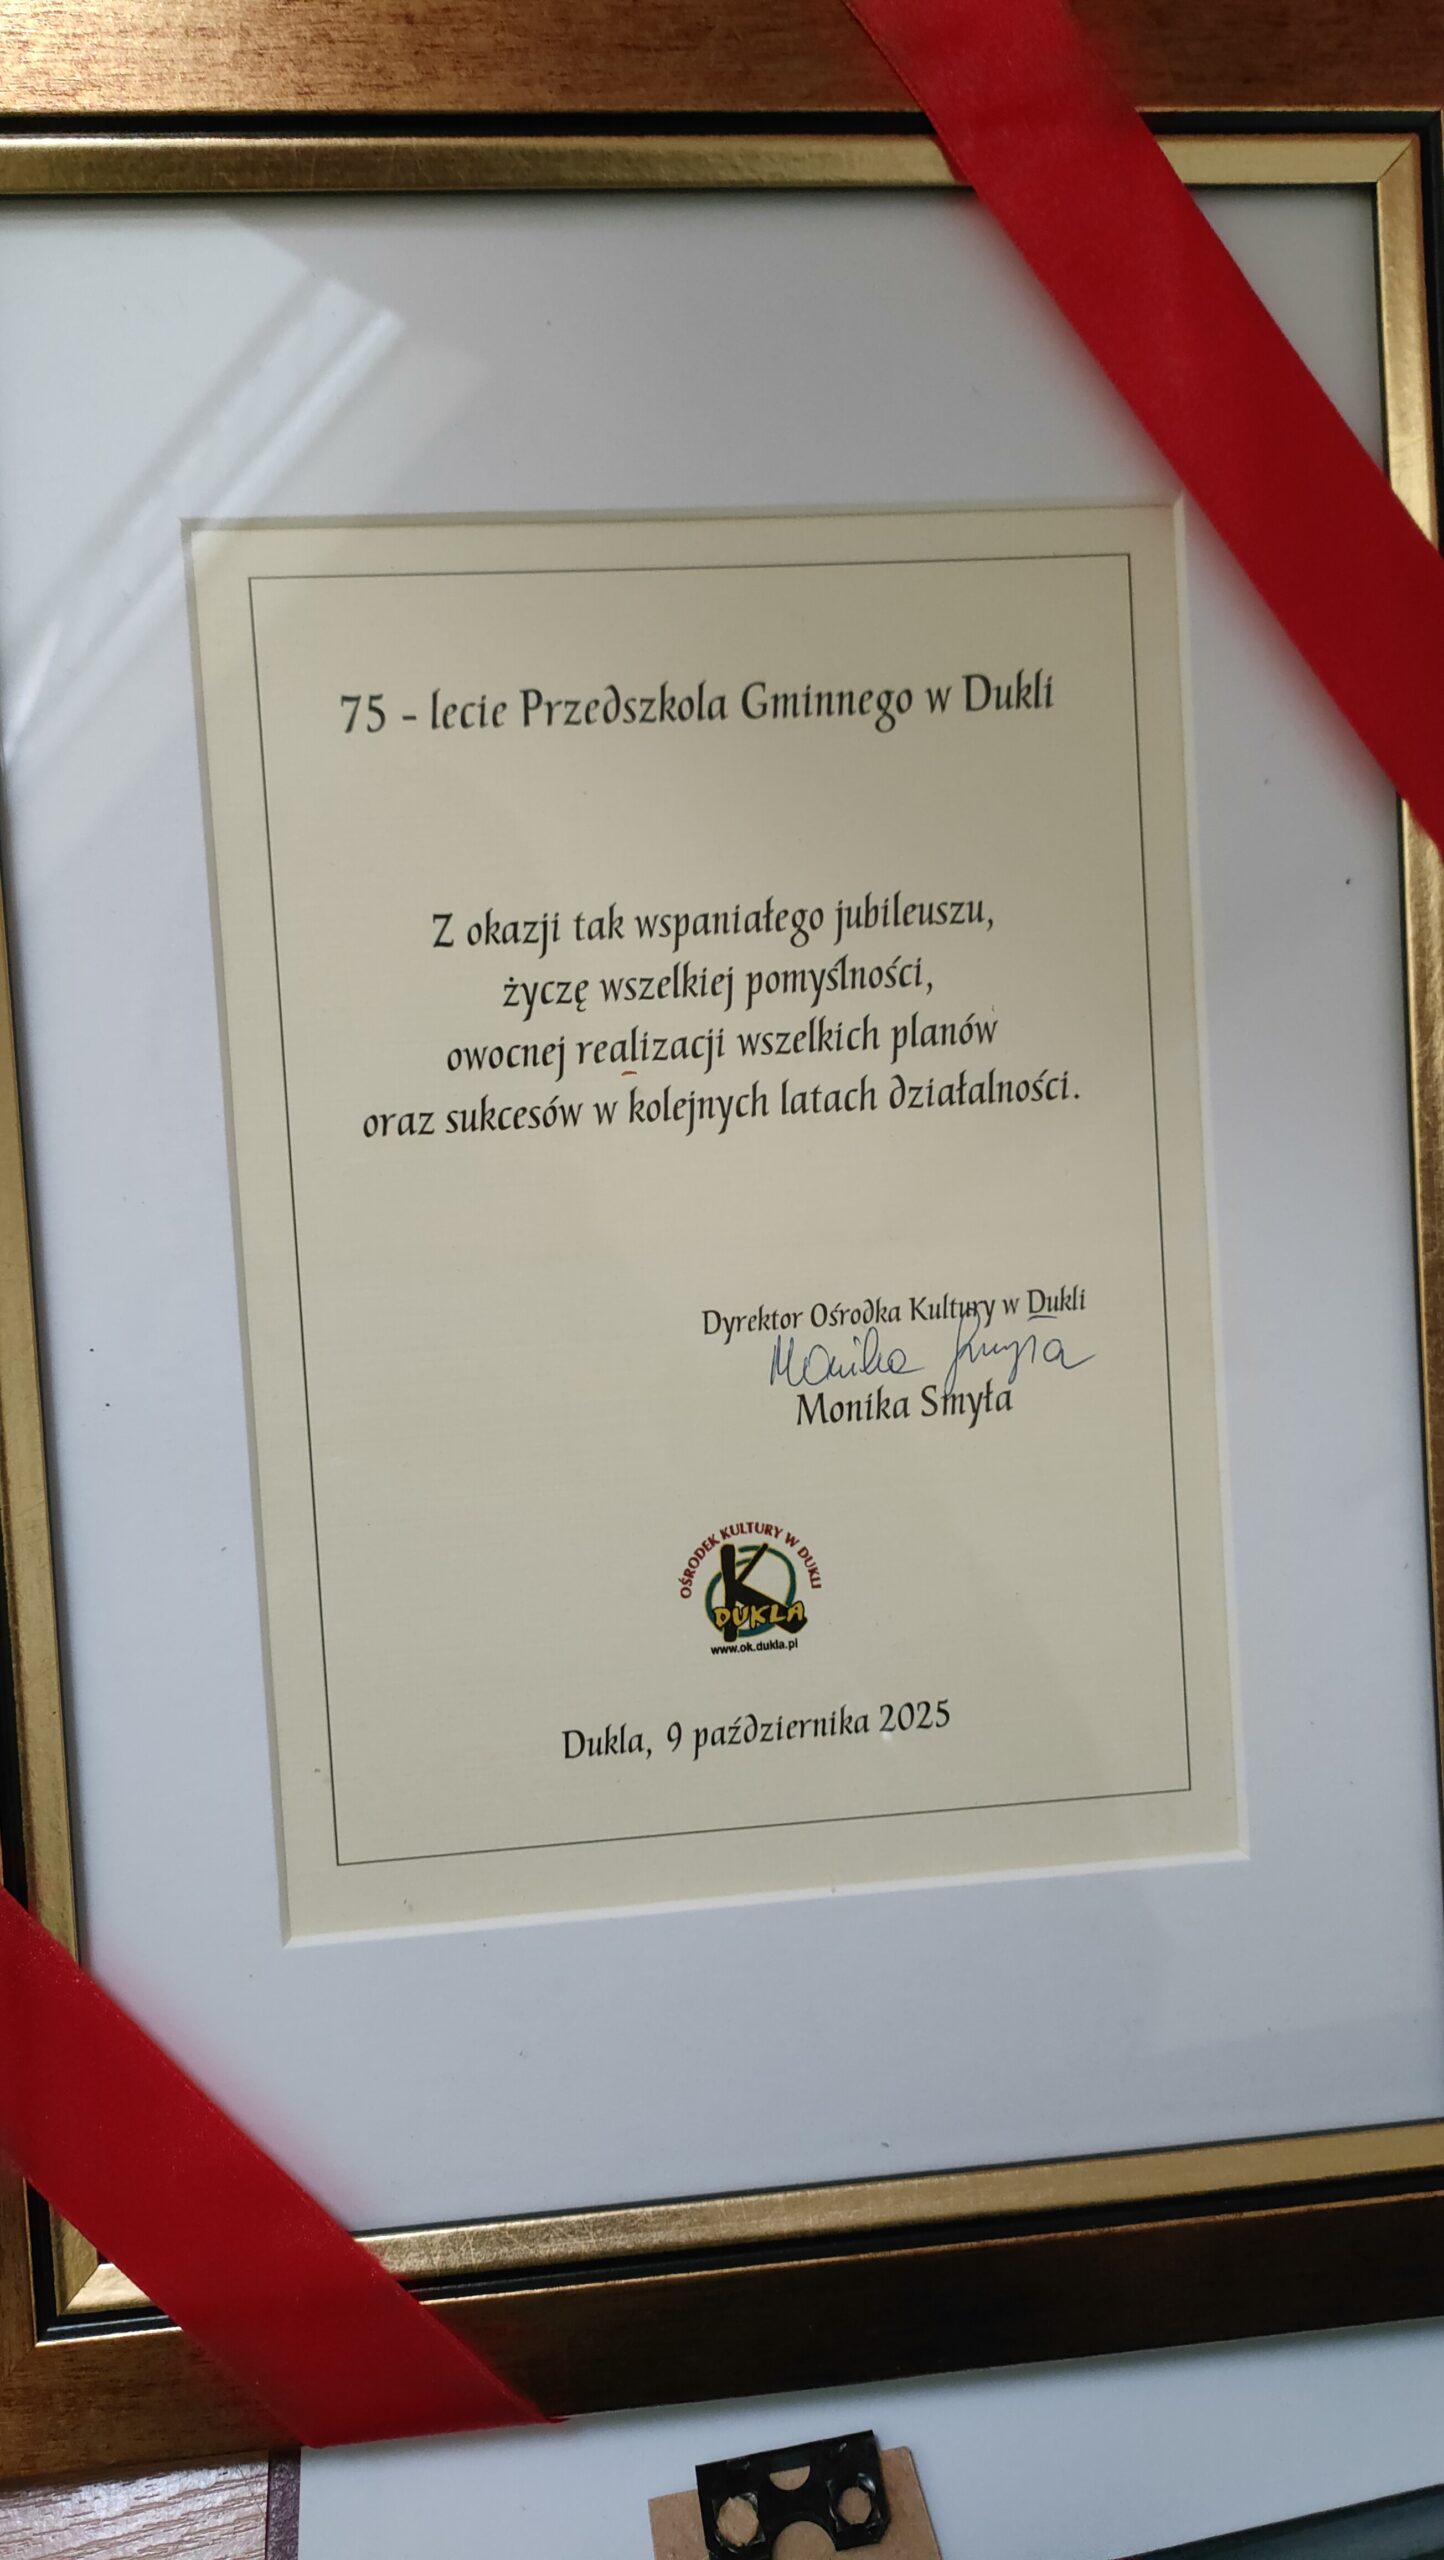 75 - lecie Przedszkola Gminnego w Dukli
Z okazji tak wspaniałego jubileuszu,
życzę wszelkiej pomyślności,
owocnej realizacji wszelkich planów
oraz sukcesów w kolejnych latach działalności.
Dyrektor Ośrodka Kultury w Dukli
Monika Smyła
Monika Smyła
OŚRODEK KULTURY W DUKLI
K
DUKLA
www.ok.dukla.pl
Dukla, 9 października 2025